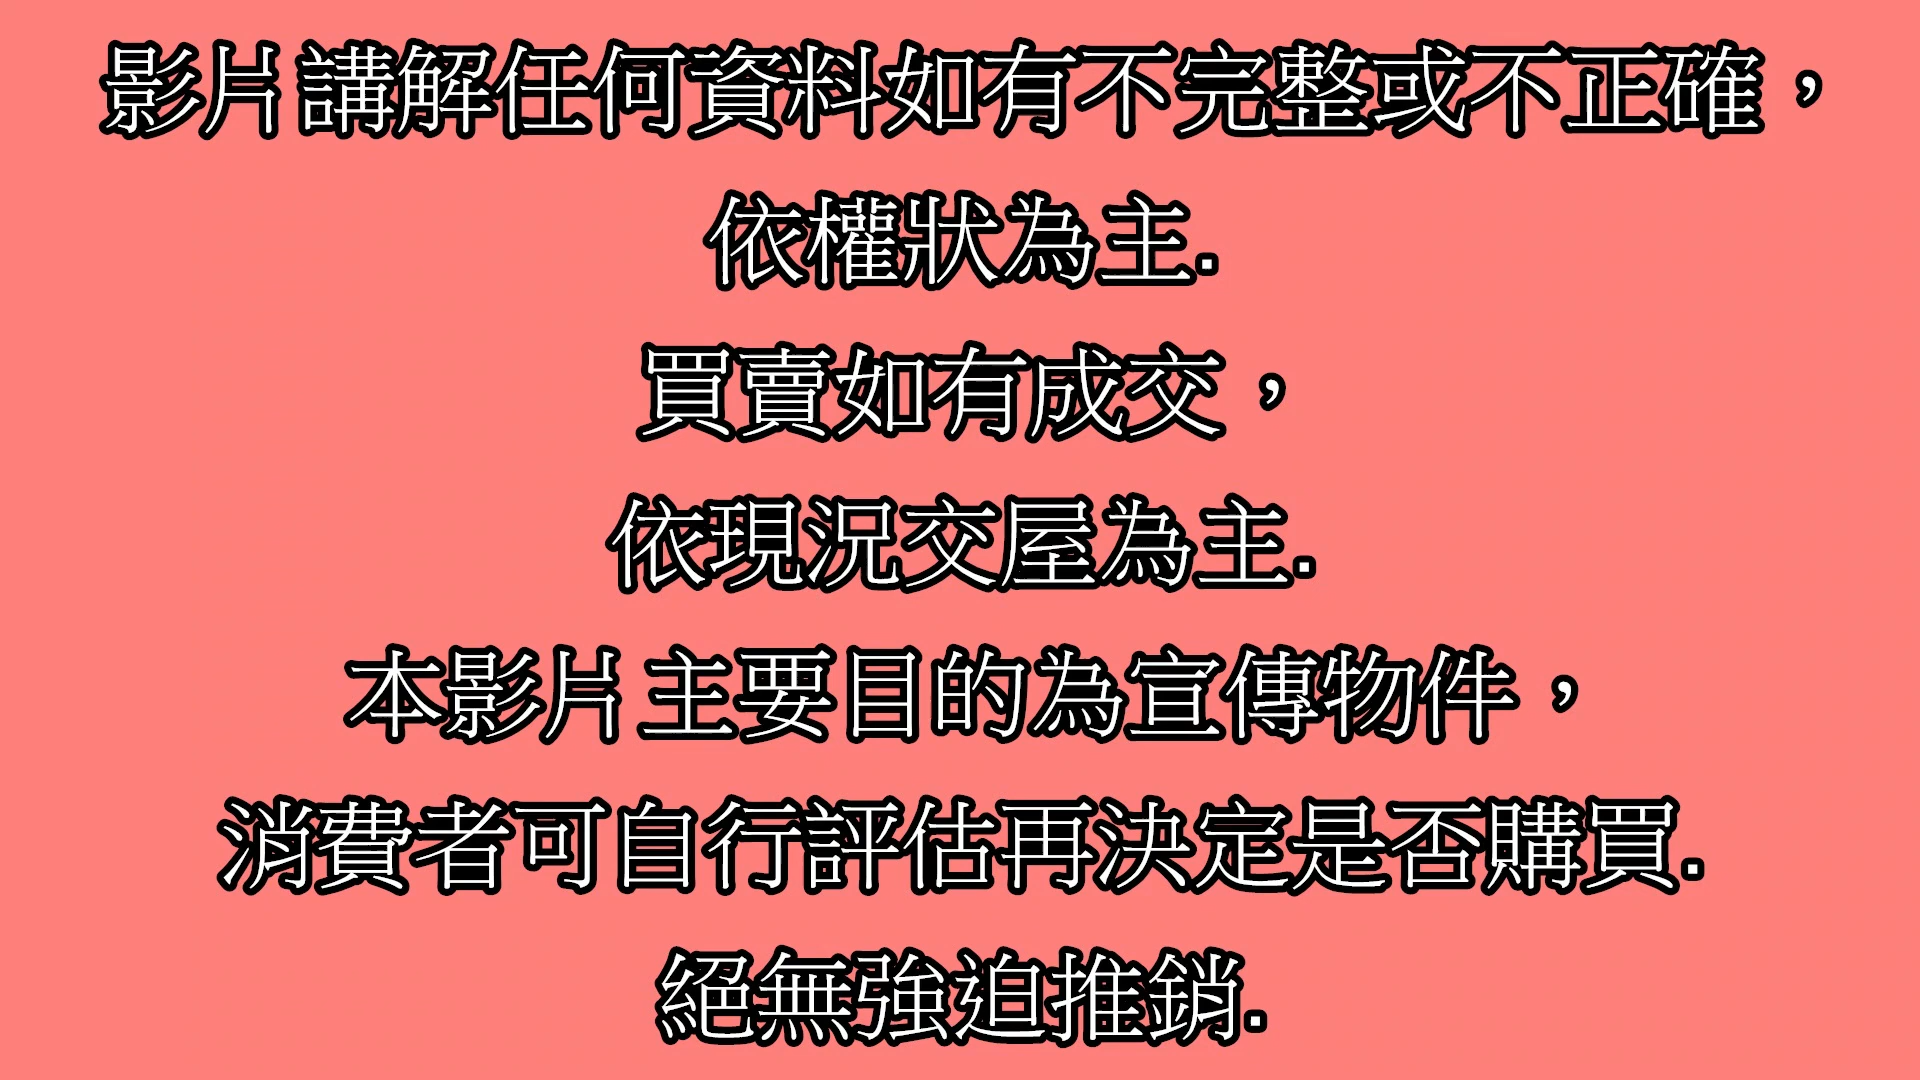 影片講解任何資料如有不完整或不正確，
依權狀為主.
買賣如有成交，
依現況交屋為主.
本影片主要目的為宣傳物件，
消費者可自行評估再決定是否購買.
絕無強迫推銷.